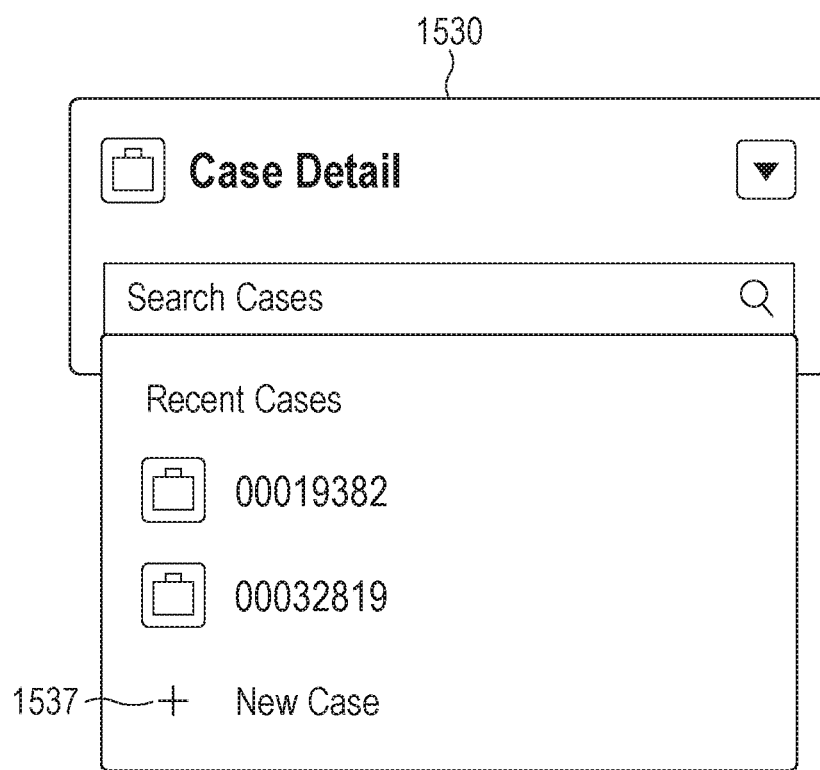 1530
Case Detail
Search Cases
Recent Cases
00019382
00032819
1537 + New Case